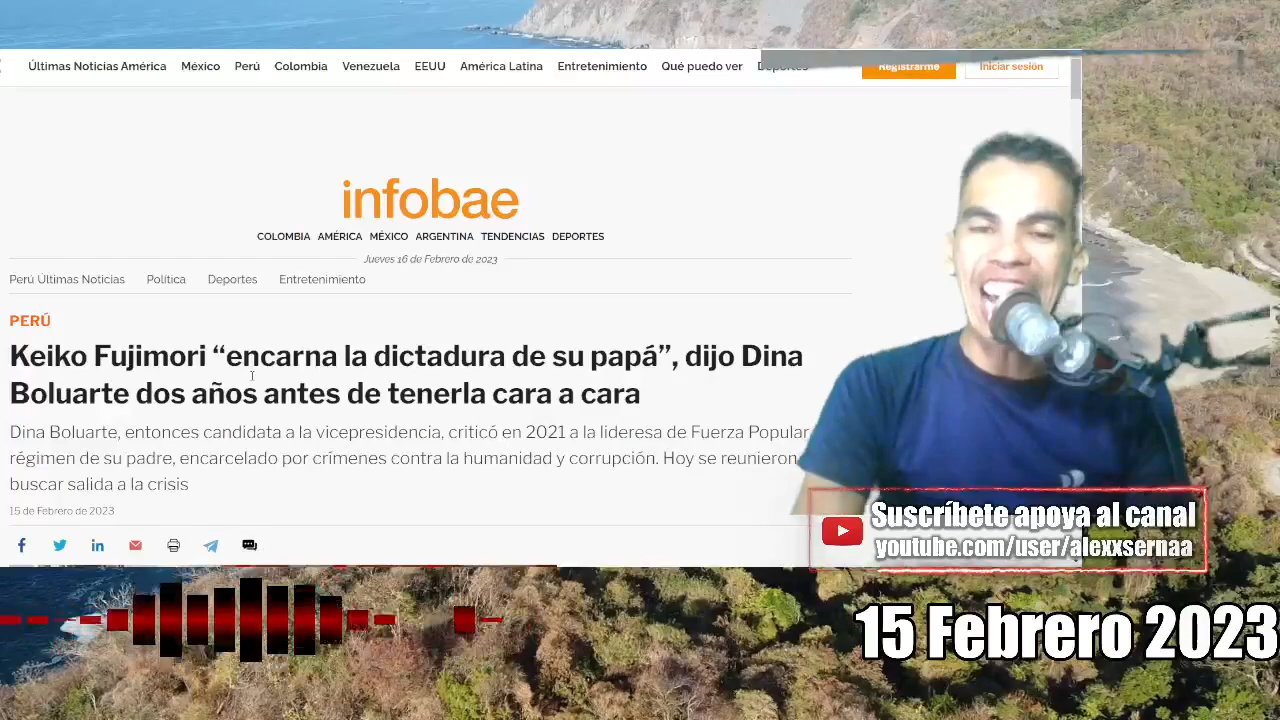 Últimas Noticias América México Perú Colombia Venezuela EEUU América Latina Entretenimiento Qué puedo ver Deportes Registrarme Iniciar sesión
infobae
COLOMBIA AMÉRICA MÉXICO ARGENTINA TENDENCIAS DEPORTES
Jueves 16 de Febrero de 2023
Perú Últimas Noticias Política Deportes Entretenimiento
PERÚ
Keiko Fujimori “encarna la dictadura de su papá”, dijo Dina
Boluarte dos años antes de tenerla cara a cara
Dina Boluarte, entonces candidata a la vicepresidencia, criticó en 2021 a la lideresa de Fuerza Popular
régimen de su padre, encarcelado por crímenes contra la humanidad y corrupción. Hoy se reunieron
buscar salida a la crisis
15 de Febrero de 2023
Suscríbete apoya al canal
youtube.com/user/alexxsernaa
15 Febrero 2023